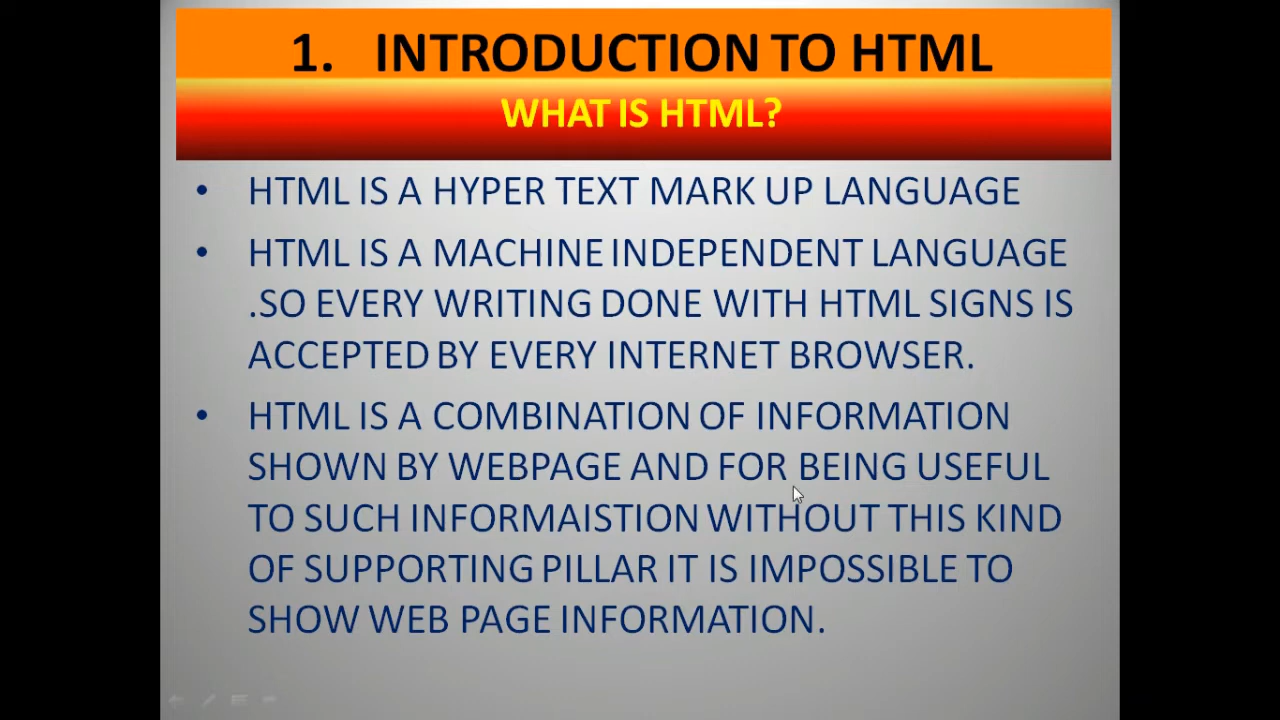 1. INTRODUCTION TO HTML
WHAT IS HTML?
• HTML IS A HYPER TEXT MARK UP LANGUAGE
• HTML IS A MACHINE INDEPENDENT LANGUAGE
.SO EVERY WRITING DONE WITH HTML SIGNS IS
ACCEPTED BY EVERY INTERNET BROWSER.
• HTML IS A COMBINATION OF INFORMATION
SHOWN BY WEBPAGE AND FOR BEING USEFUL
TO SUCH INFORMAISTION WITHOUT THIS KIND
OF SUPPORTING PILLAR IT IS IMPOSSIBLE TO
SHOW WEB PAGE INFORMATION.